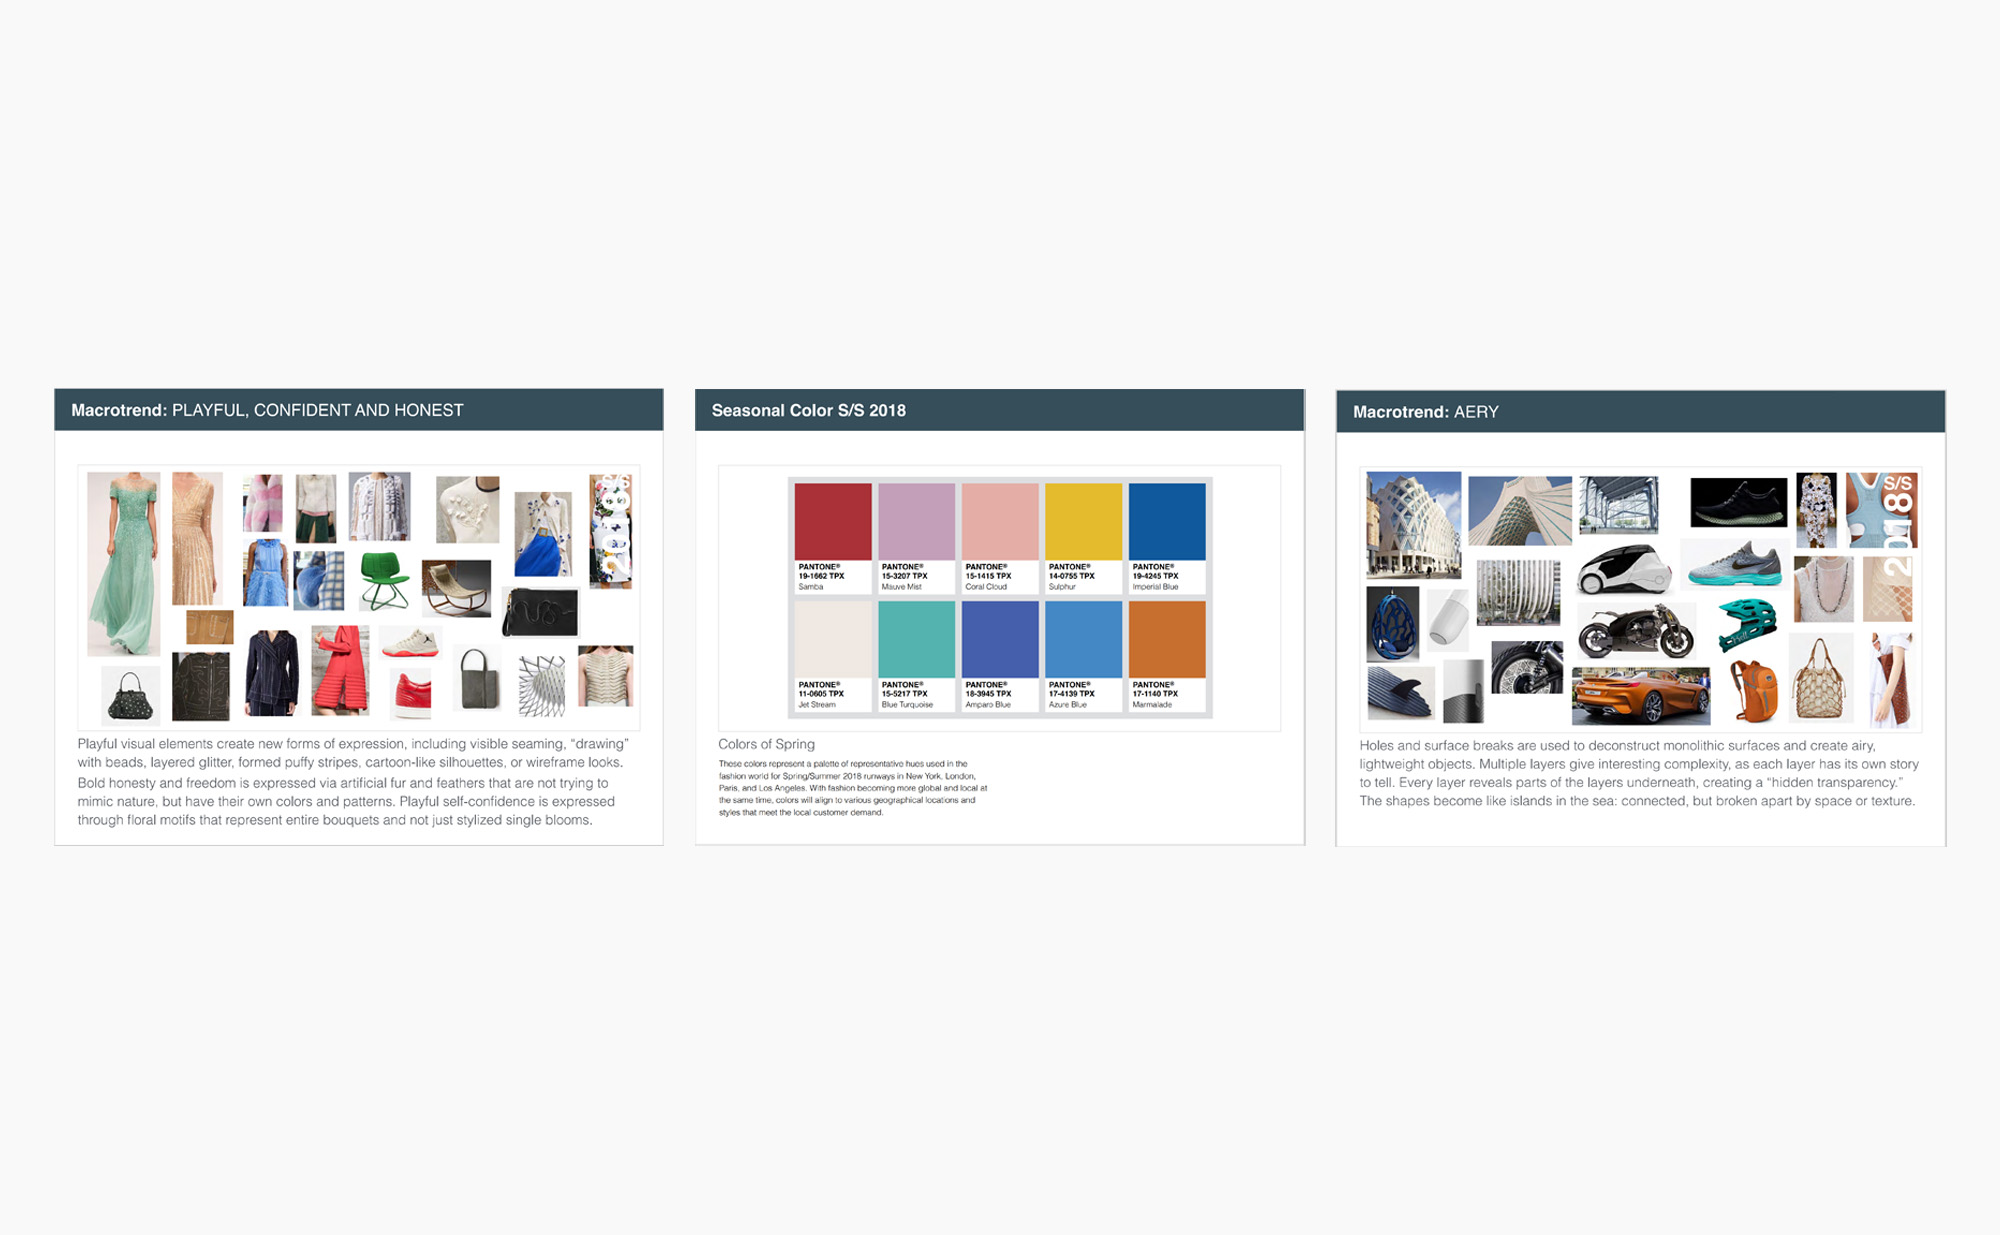 Macrotrend: PLAYFUL, CONFIDENT AND HONEST
S/S
2018
Playful visual elements create new forms of expression, including visible seaming, “drawing”
with beads, layered glitter, formed puffy stripes, cartoon-like silhouettes, or wireframe looks.
Bold honesty and freedom is expressed via artificial fur and feathers that are not trying to
mimic nature, but have their own colors and patterns. Playful self-confidence is expressed
through floral motifs that represent entire bouquets and not just stylized single blooms.
Seasonal Color S/S 2018
PANTONE®
19-1662 TPX
Samba
PANTONE®
15-3207 TPX
Mauve Mist
PANTONE®
15-1415 TPX
Coral Cloud
PANTONE®
14-0755 TPX
Sulphur
PANTONE®
19-4245 TPX
Imperial Blue
PANTONE®
11-0605 TPX
Jet Stream
PANTONE®
15-5217 TPX
Blue Turquoise
PANTONE®
18-3945 TPX
Amparo Blue
PANTONE®
17-4139 TPX
Azure Blue
PANTONE®
17-1140 TPX
Marmalade
Colors of Spring
These colors represent a palette of representative hues used in the
fashion world for Spring/Summer 2018 runways in New York, London,
Paris, and Los Angeles. With fashion becoming more global and local at
the same time, colors will align to various geographical locations and
styles that meet the local customer demand.
Macrotrend: AERY
S/S
2018
Bell
Holes and surface breaks are used to deconstruct monolithic surfaces and create airy,
lightweight objects. Multiple layers give interesting complexity, as each layer has its own story
to tell. Every layer reveals parts of the layers underneath, creating a “hidden transparency.”
The shapes become like islands in the sea: connected, but broken apart by space or texture.